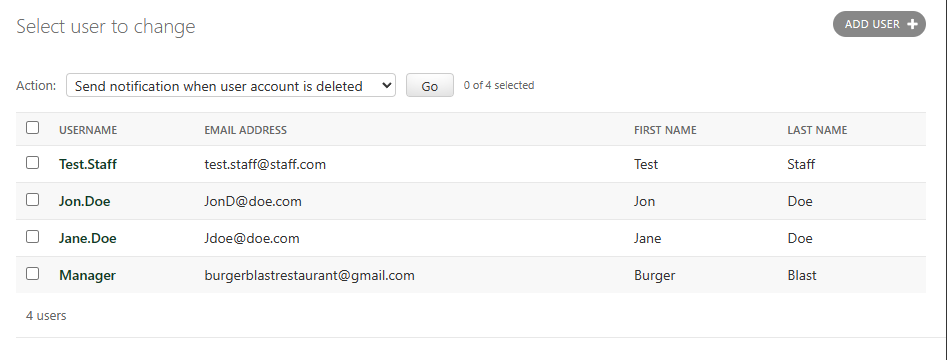 Select user to change
ADD USER +
Action: Send notification when user account is deleted Go 0 of 4 selected
USERNAME EMAIL ADDRESS FIRST NAME LAST NAME
Test.Staff test.staff@staff.com Test Staff
Jon.Doe JonD@doe.com Jon Doe
Jane.Doe Jdoe@doe.com Jane Doe
Manager burgerblastrestaurant@gmail.com Burger Blast
4 users